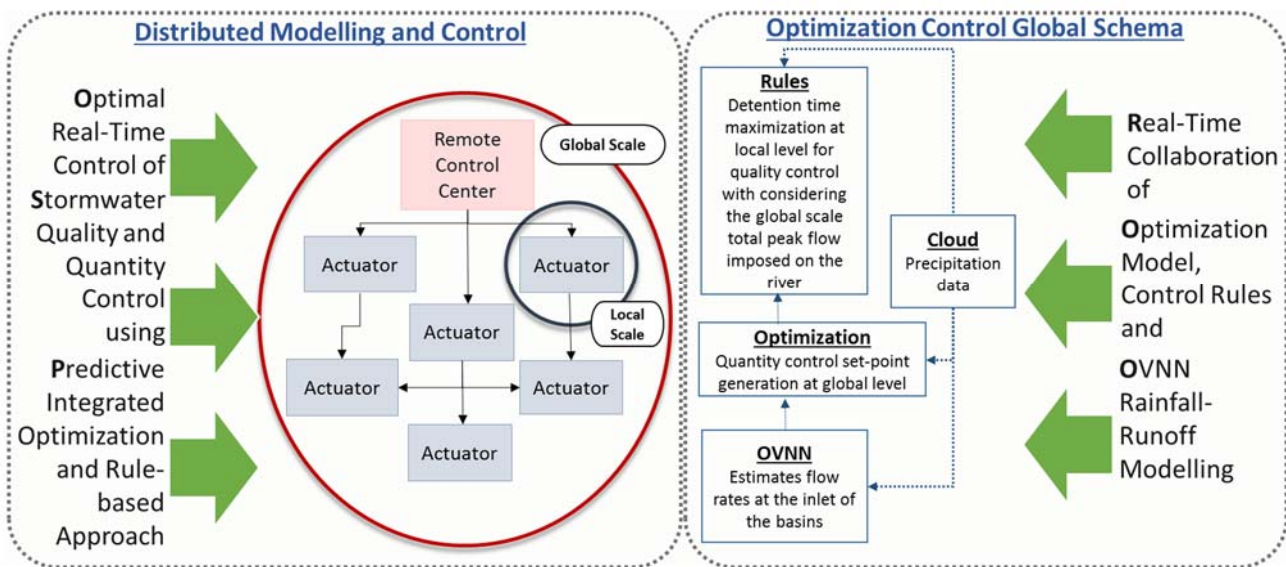 Distributed Modelling and Control
Optimal
Real-Time
Control of
Stormwater
Quality and
Quantity
Control
using
Predictive
Integrated
Optimization
and Rule-
based
Approach
Global Scale
Remote
Control
Center
Actuator
Actuator
Local
Scale
Actuator
Actuator
Actuator
Actuator
Optimization Control Global Schema
Rules
Detention time
maximization at
local level for
quality control
with considering
the global scale
total peak flow
imposed on the
river
Cloud
Precipitation
data
Optimization
Quantity control set-point
generation at global level
OVNN
Estimates flow
rates at the inlet of
the basins
Real-Time
Collaboration
of
Optimization
Model,
Control Rules
and
OVNN
Rainfall-
Runoff
Modelling